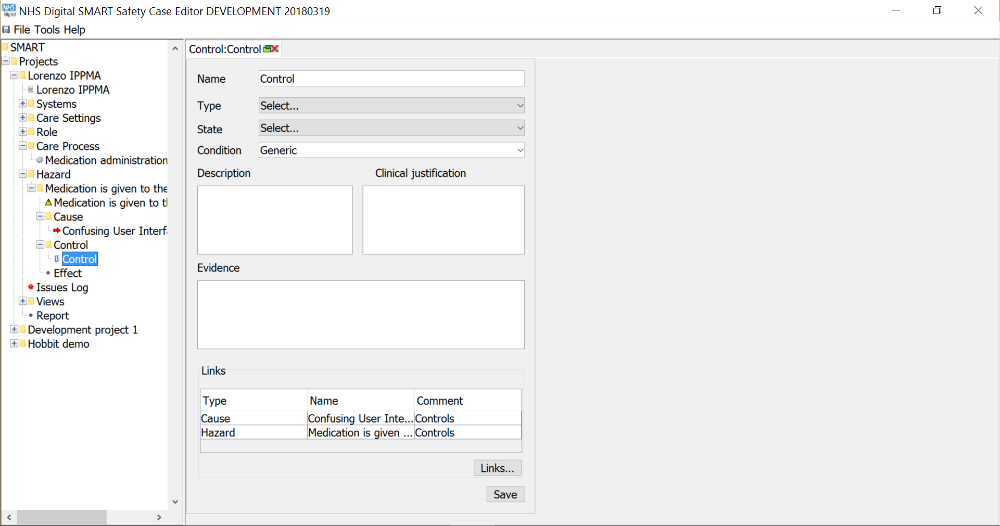 NHS Digital SMART Safety Case Editor DEVELOPMENT 20180319
File Tools Help
SMART
Projects
Lorenzo IPPMA
Lorenzo IPPMA
Systems
Care Settings
Role
Care Process
Medication administration
Hazard
Medication is given to the
Medication is given to
Cause
Confusing User Interfa
Control
Control
Effect
Issues Log
Views
Report
Development project 1
Hobbit demo
Control:Control
Name Control
Type Select...
State Select...
Condition Generic
Description Clinical justification
Evidence
Links
Type Name Comment
Cause Confusing User Inte... Controls
Hazard Medication is given ... Controls
Links...
Save